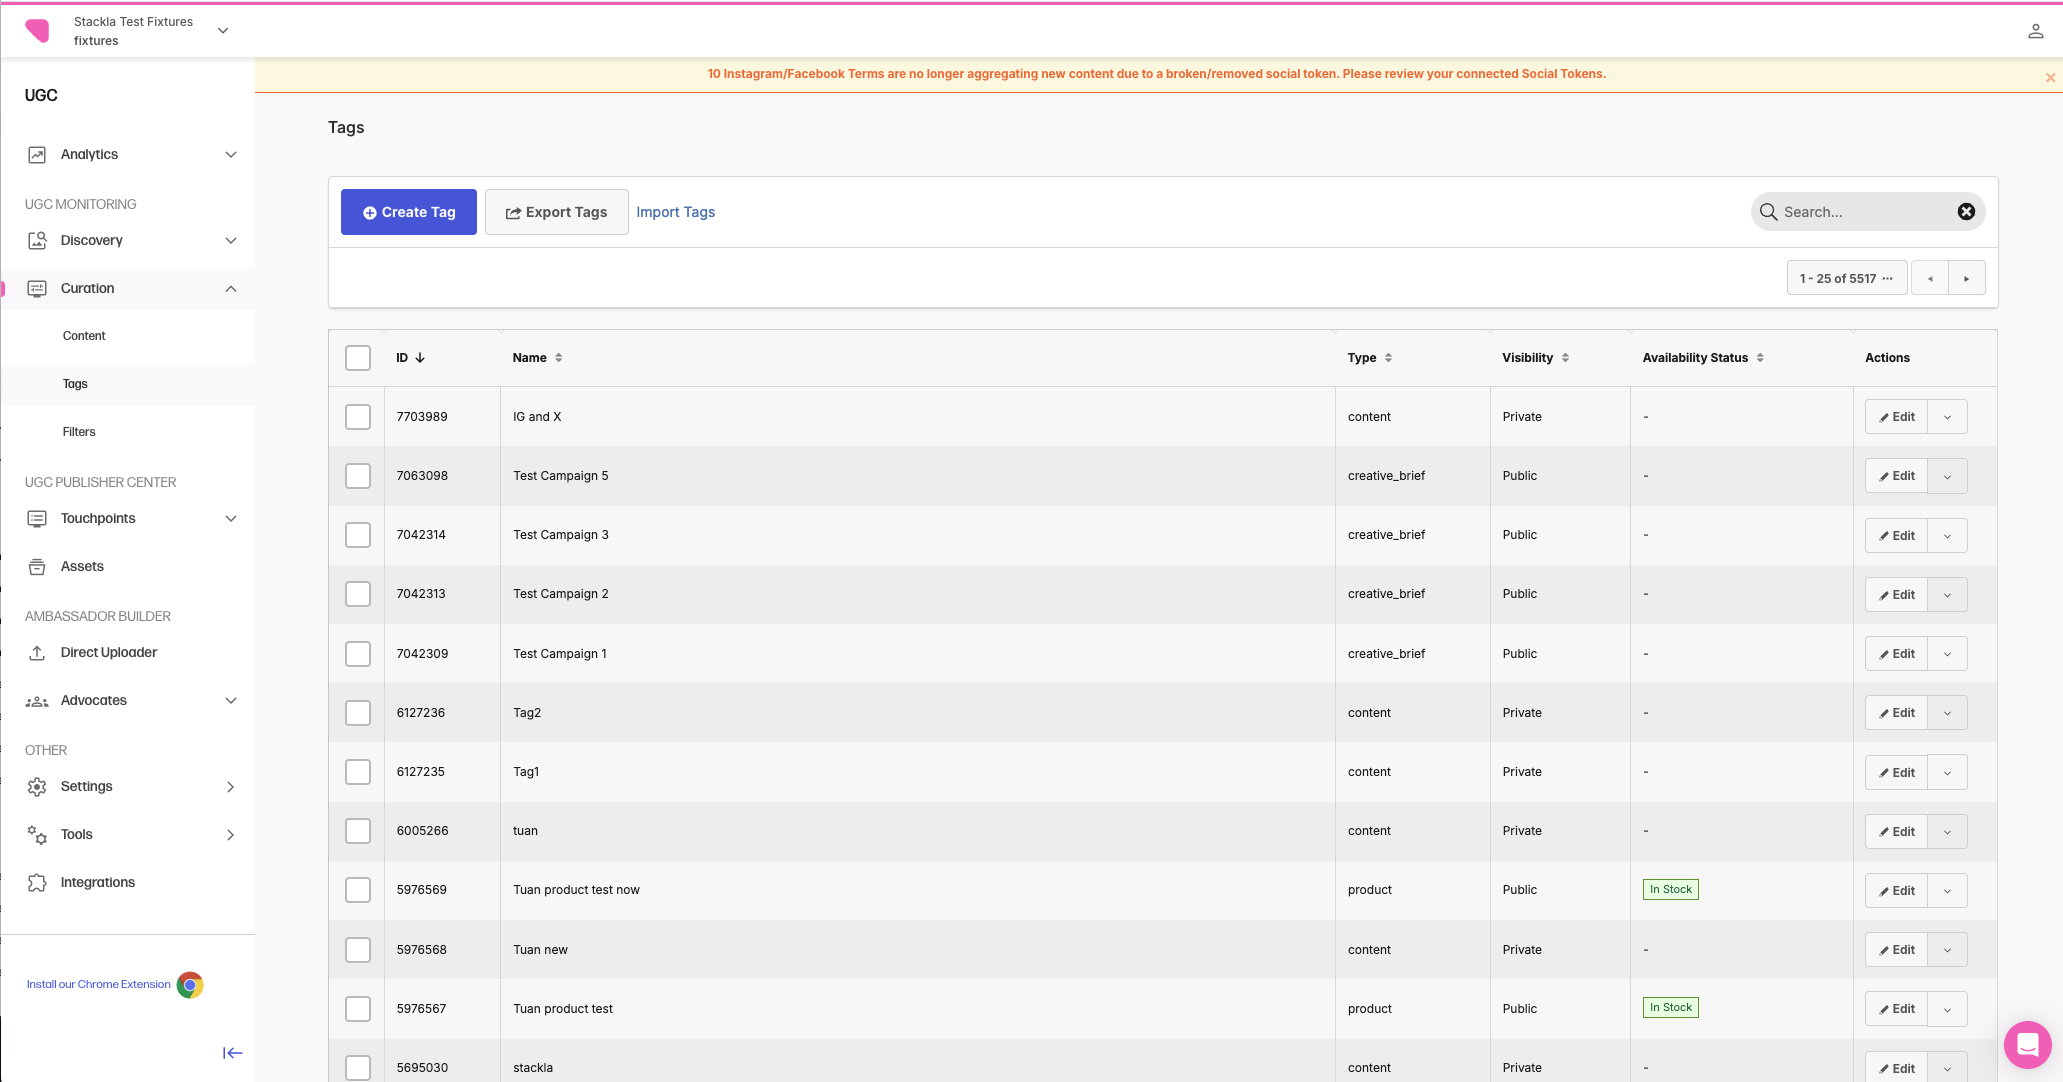 Stackla Test Fixtures
fixtures
10 Instagram/Facebook Terms are no longer aggregating new content due to a broken/removed social token. Please review your connected Social Tokens.
UGC
Analytics
UGC MONITORING
Discovery
Curation
Content
Tags
Filters
UGC PUBLISHER CENTER
Touchpoints
Assets
AMBASSADOR BUILDER
Direct Uploader
Advocates
OTHER
Settings
Tools
Integrations
Install our Chrome Extension
Tags
Create Tag Export Tags Import Tags Search...
1 - 25 of 5517 ...
ID Name Type Visibility Availability Status Actions
7703989 IG and X content Private - Edit
7063098 Test Campaign 5 creative_brief Public - Edit
7042314 Test Campaign 3 creative_brief Public - Edit
7042313 Test Campaign 2 creative_brief Public - Edit
7042309 Test Campaign 1 creative_brief Public - Edit
6127236 Tag2 content Private - Edit
6127235 Tag1 content Private - Edit
6005266 tuan content Private - Edit
5976569 Tuan product test now product Public In Stock Edit
5976568 Tuan new content Private - Edit
5976567 Tuan product test product Public In Stock Edit
5695030 stackla content Private - Edit